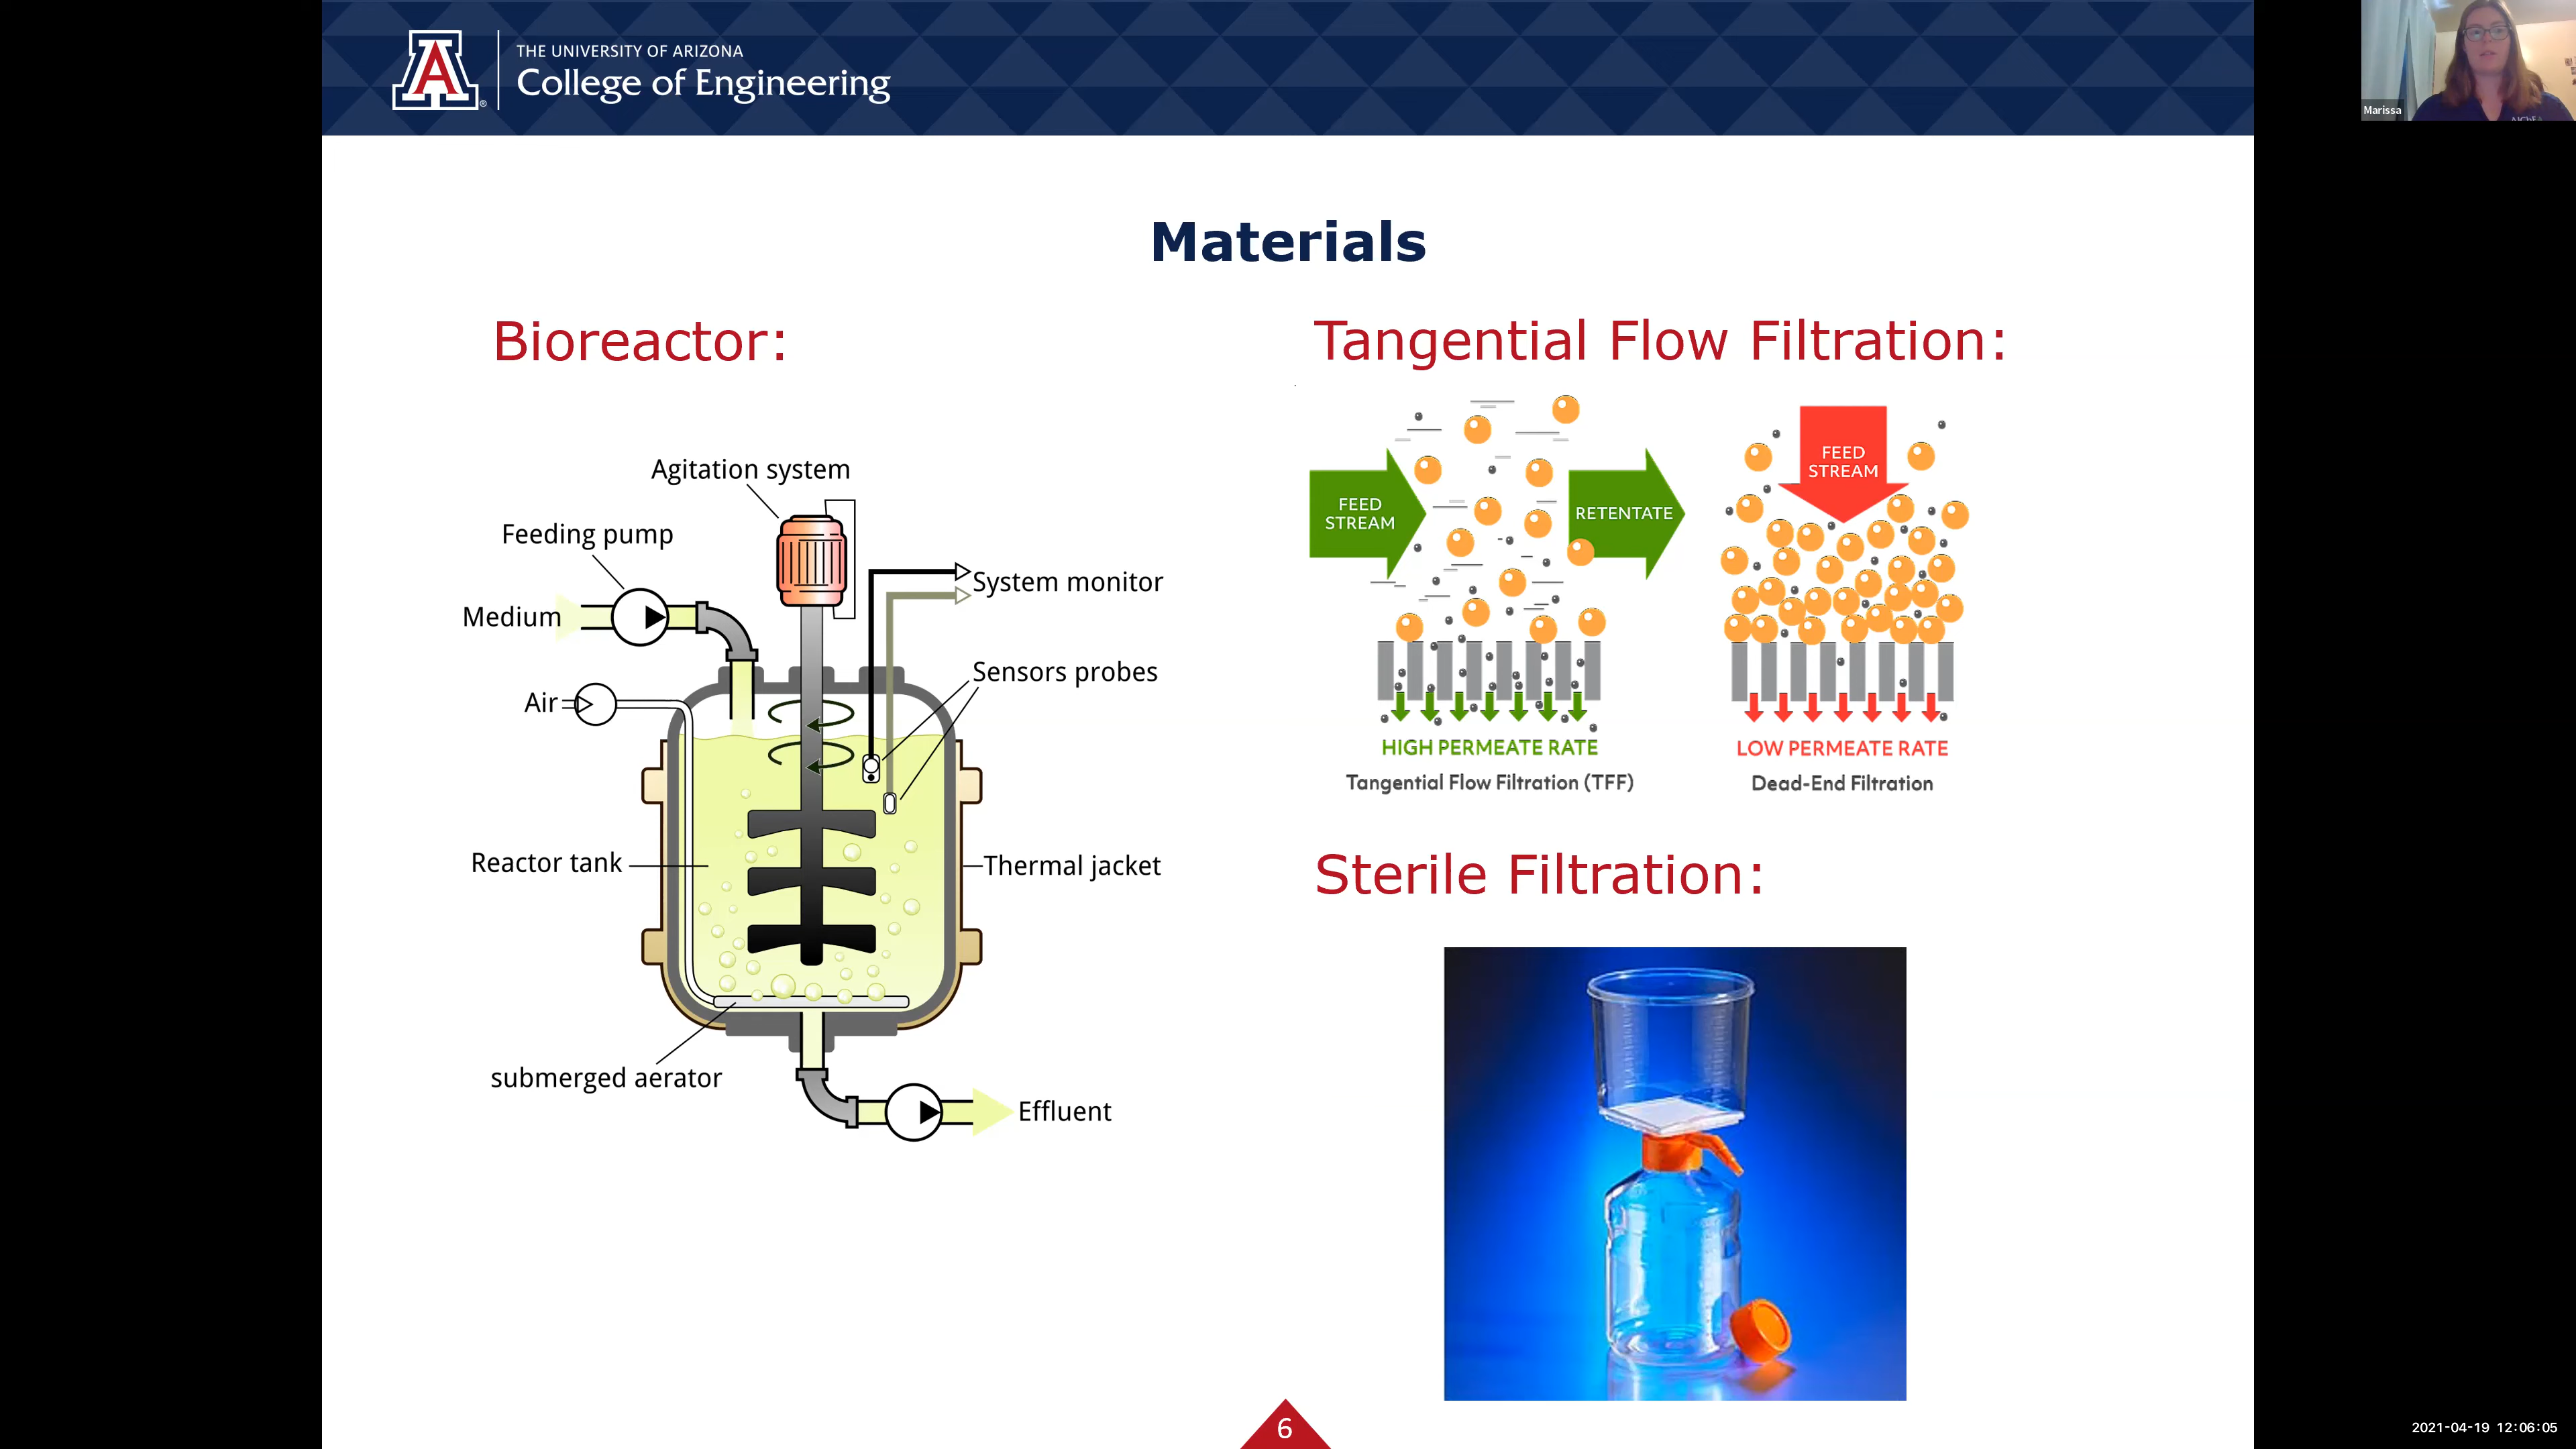 THE UNIVERSITY OF ARIZONA
College of Engineering
A
®
Marissa
Materials
Bioreactor:
Agitation system
Feeding pump
Medium
System monitor
Sensors probes
Air
Reactor tank
Thermal jacket
submerged aerator
Effluent
Tangential Flow Filtration:
FEED
STREAM
RETENTATE
HIGH PERMEATE RATE
Tangential Flow Filtration (TFF)
FEED
STREAM
LOW PERMEATE RATE
Dead-End Filtration
Sterile Filtration:
6
2021-04-19 12:06:05